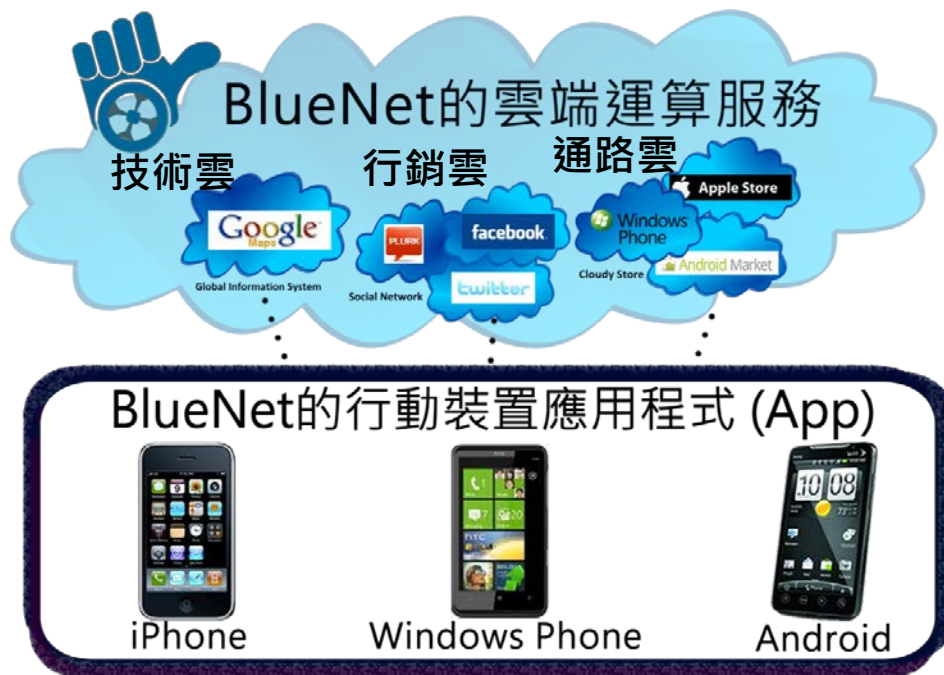 BlueNet的雲端運算服務
技術雲
行銷雲
通路雲
Google
Maps
Global Information System
PLURK
facebook
twitter
Social Network
Apple Store
Windows
Phone
Android Market
Cloudy Store
BlueNet的行動裝置應用程式 (App)
10 08
iPhone
Windows Phone
Android